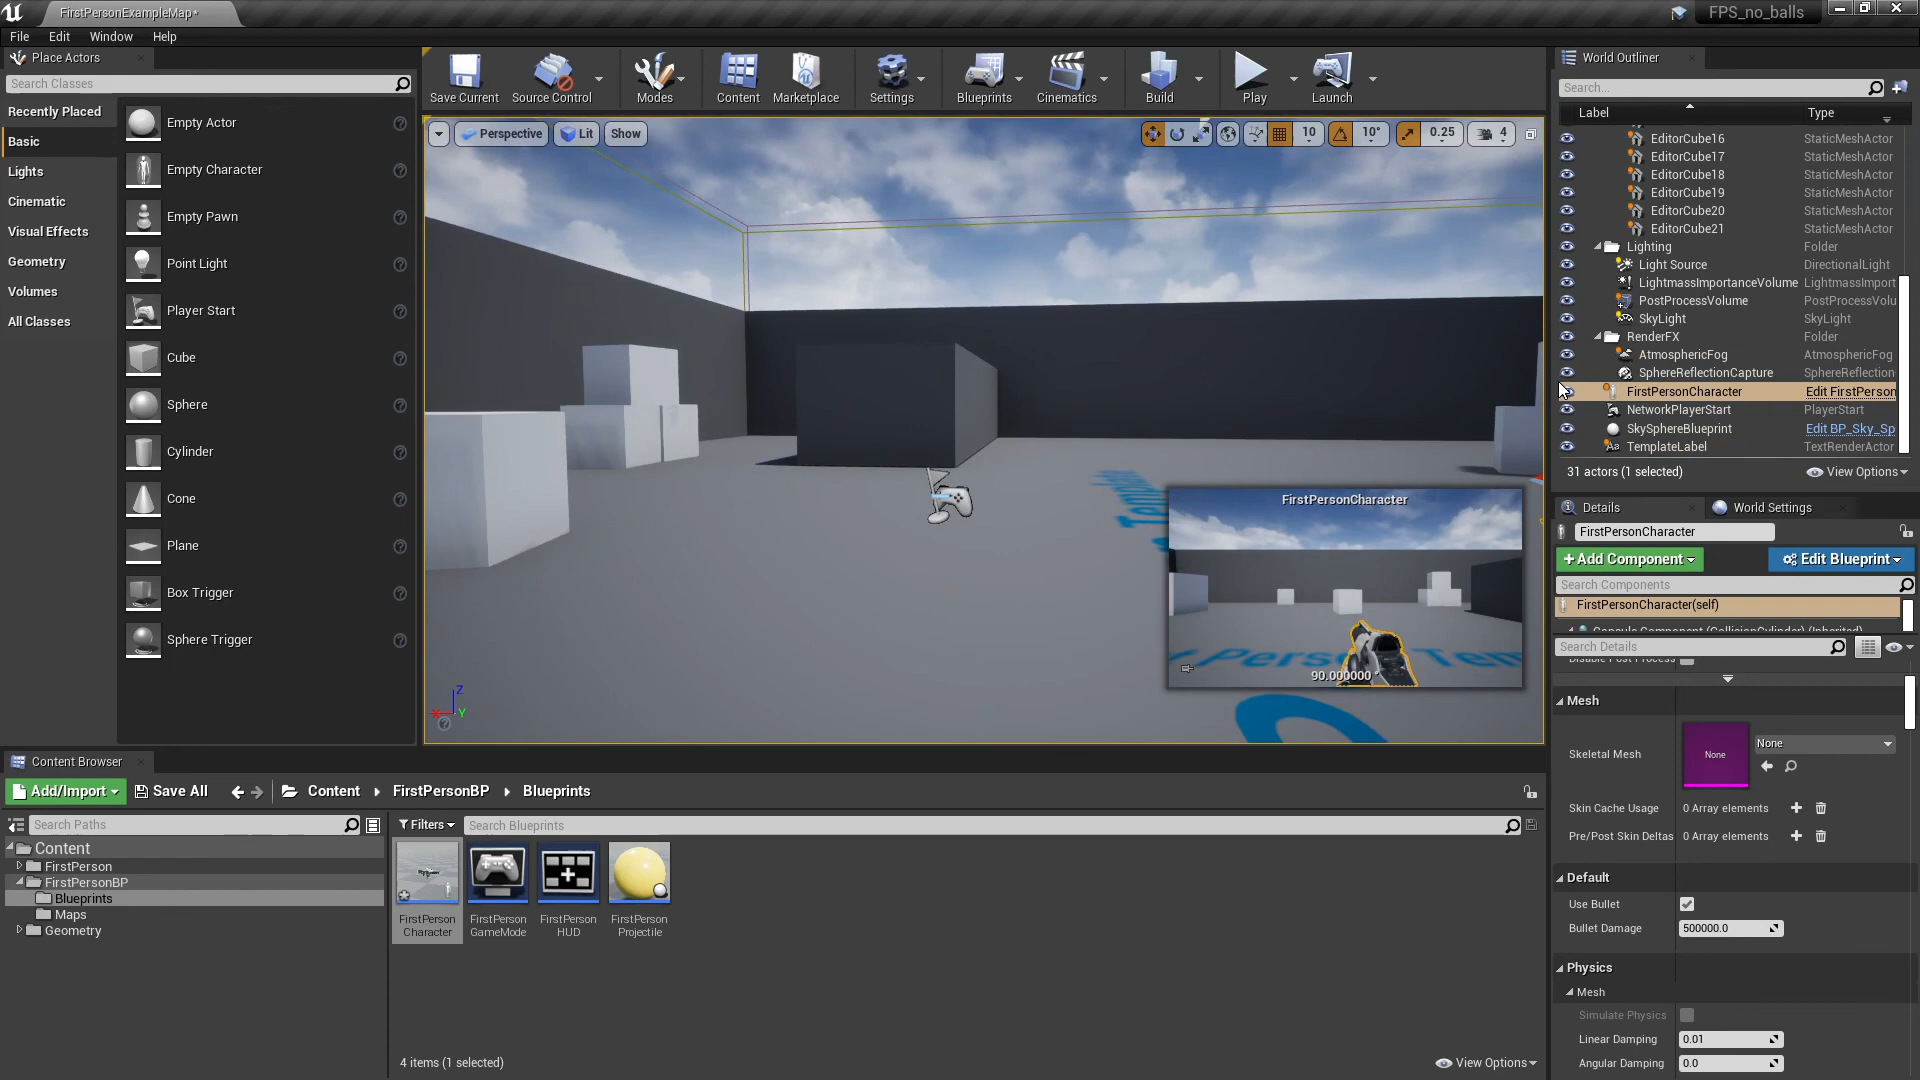 FirstPersonExampleMap*
FPS_no_balls
File Edit Window Help
Place Actors
Search Classes
Recently Placed
Basic
Lights
Cinematic
Visual Effects
Geometry
Volumes
All Classes
Empty Actor
Empty Character
Empty Pawn
Point Light
Player Start
Cube
Sphere
Cylinder
Cone
Plane
Box Trigger
Sphere Trigger
Save Current
Source Control
Modes
Content
Marketplace
Settings
Blueprints
Cinematics
Build
Play
Launch
Perspective
Lit
Show
10
10°
0.25
4
FirstPersonCharacter
90.000000 °
Z
X
Y
World Outliner
Search...
Label Type
EditorCube16 StaticMeshActor
EditorCube17 StaticMeshActor
EditorCube18 StaticMeshActor
EditorCube19 StaticMeshActor
EditorCube20 StaticMeshActor
EditorCube21 StaticMeshActor
Lighting Folder
Light Source DirectionalLight
LightmassImportanceVolume LightmassImport
PostProcessVolume PostProcessVolu
SkyLight SkyLight
RenderFX Folder
AtmosphericFog AtmosphericFog
SphereReflectionCapture SphereReflection
FirstPersonCharacter Edit FirstPerson
NetworkPlayerStart PlayerStart
SkySphereBlueprint Edit BP_Sky_Sp
TemplateLabel TextRenderActor
31 actors (1 selected)
View Options
Details
World Settings
FirstPersonCharacter
+Add Component
Edit Blueprint
Search Components
FirstPersonCharacter(self)
Capsule Component (CollisionCylinder) (Inherited)
Search Details
Disable Post Process
Mesh
Skeletal Mesh
None
None
Skin Cache Usage 0 Array elements
Pre/Post Skin Deltas 0 Array elements
Default
Use Bullet
Bullet Damage 500000.0
Physics
Mesh
Simulate Physics
Linear Damping 0.01
Angular Damping 0.0
Content Browser
Add/Import
Save All
Content
FirstPersonBP
Blueprints
Search Paths
Filters
Search Blueprints
Content
FirstPerson
FirstPersonBP
Blueprints
Maps
Geometry
FirstPerson
Character
FirstPerson
GameMode
FirstPerson
HUD
FirstPerson
Projectile
4 items (1 selected)
View Options